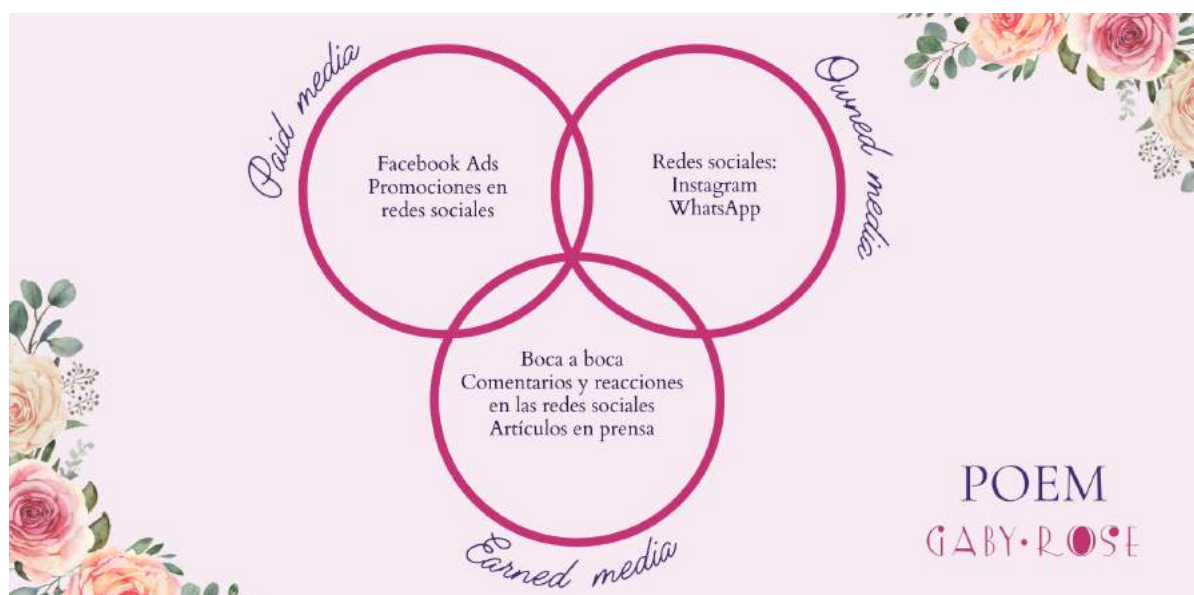 Paid media
Facebook Ads
Promociones en
redes sociales
Owned media
Redes sociales:
Instagram
WhatsApp
Boca a boca
Comentarios y reacciones
en las redes sociales
Artículos en prensa
Earned media
POEM
GABY•ROSE